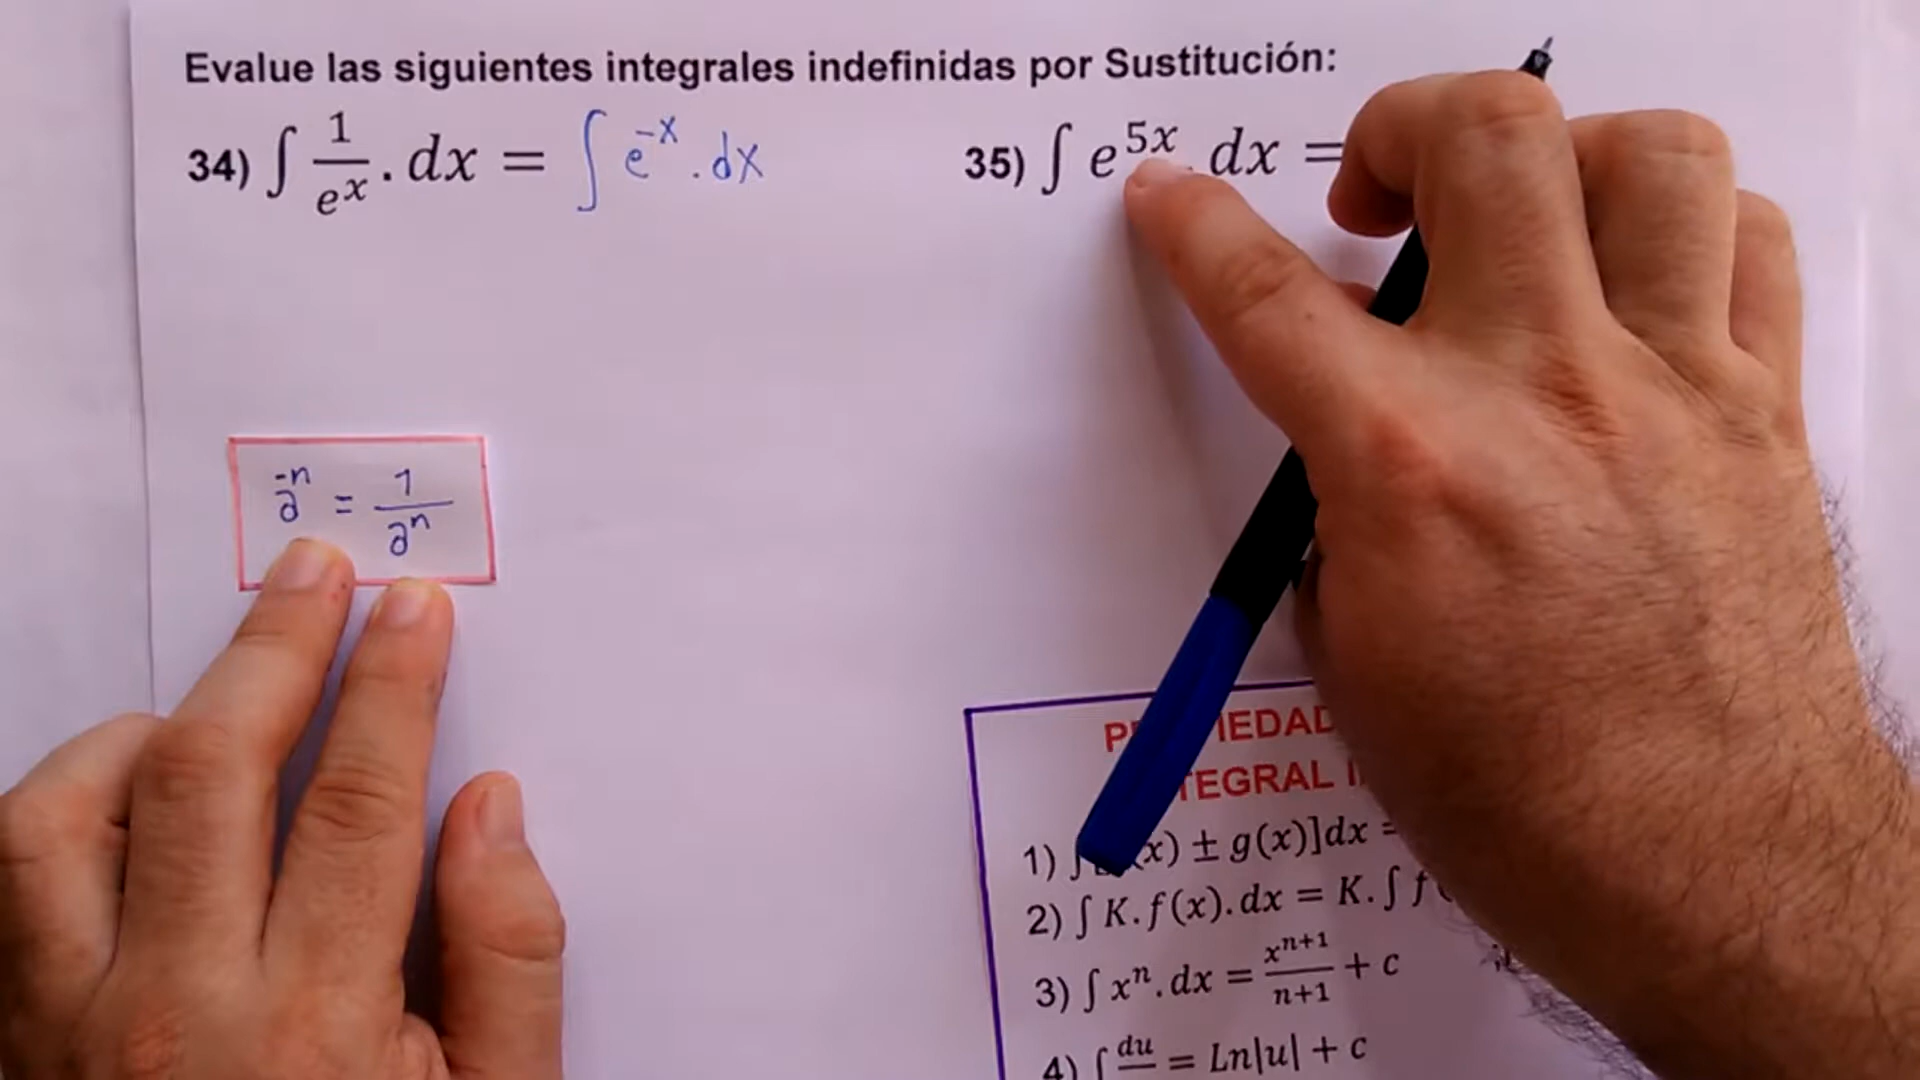 Evalue las siguientes integrales indefinidas por Sustitución:
34) ∫ 1/e^x . dx = ∫ e^-x . dx
35) ∫ e^5x . dx =
a^-n = 1/a^n
1) (x) ± g(x)]dx =
2) ∫ K.f(x).dx = K.∫ f
3) ∫ x^n.dx = x^n+1/n+1 + c
4) ∫ du = Ln|u| + c